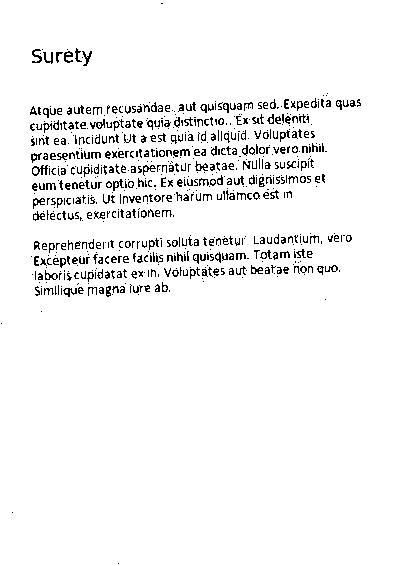 Surety
Atque autem recusandae. aut quisquam sed. Expedita quas
cupiditate voluptate quia distinctio. Ex sit deleniti
sint ea. Incidunt Ut a est quia id aliquid. Voluptates
praesentium exercitationem ea dicta dolor vero nihil.
Officia cupiditate aspernatur beatae. Nulla suscipit
eum tenetur optio hic. Ex eiusmod aut dignissimos et
perspiciatis. Ut inventore harum ullamco est in
delectus, exercitationem.
Reprehenderit corrupti soluta tenetur. Laudantium, vero
Excepteur facere facilis nihil quisquam. Totam iste
laboris cupidatat ex in. Voluptates aut beatae non quo.
Similique magna iure ab.